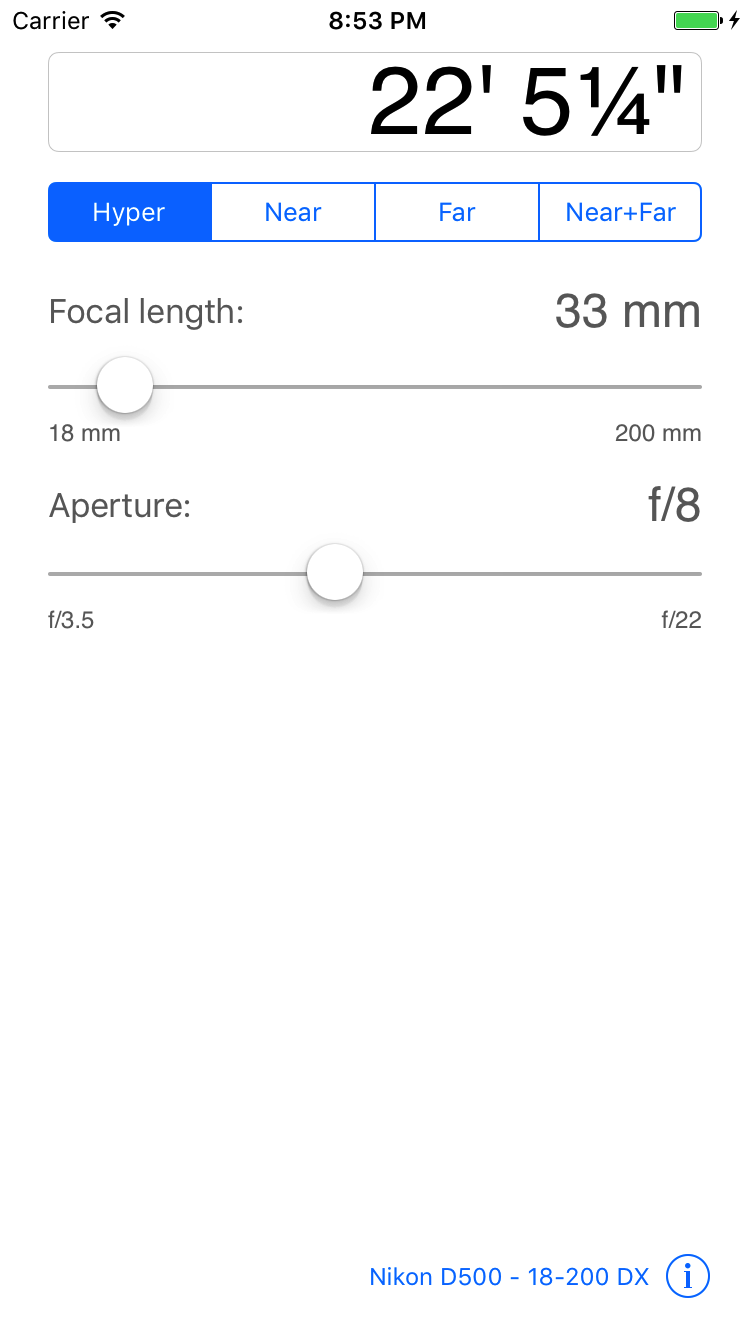 Carrier 8:53 PM
22' 5¼"
Hyper Near Far Near+Far
Focal length: 33 mm
18 mm 200 mm
Aperture: f/8
f/3.5 f/22
Nikon D500 - 18-200 DX i